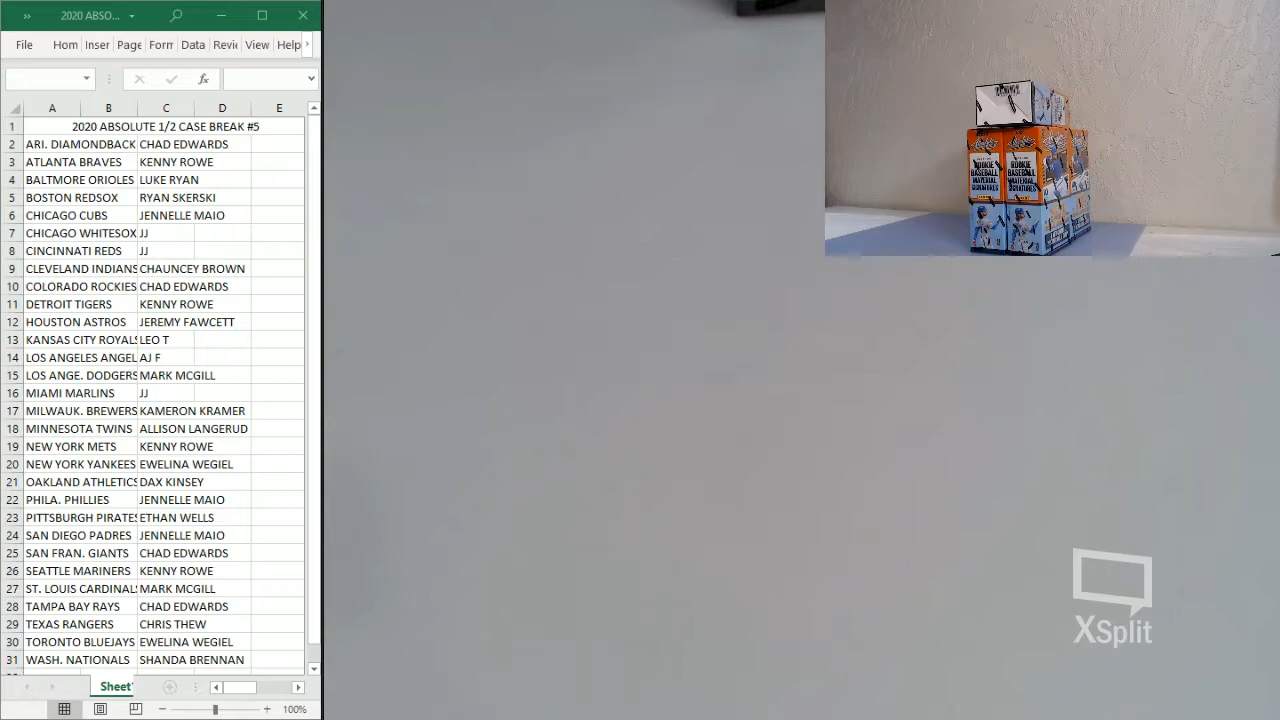 2020 ABSO...
File Hom Inser Page Forr Data Revie View Help
fx
A B C D E
1 2020 ABSOLUTE 1/2 CASE BREAK #5
2 ARI. DIAMONDBACK CHAD EDWARDS
3 ATLANTA BRAVES KENNY ROWE
4 BALTMORE ORIOLES LUKE RYAN
5 BOSTON REDSOX RYAN SKERSKI
6 CHICAGO CUBS JENNELLE MAIO
7 CHICAGO WHITESOX JJ
8 CINCINNATI REDS JJ
9 CLEVELAND INDIANS CHAUNCEY BROWN
10 COLORADO ROCKIES CHAD EDWARDS
11 DETROIT TIGERS KENNY ROWE
12 HOUSTON ASTROS JEREMY FAWCETT
13 KANSAS CITY ROYALS LEO T
14 LOS ANGELES ANGEL AJ F
15 LOS ANGE. DODGERS MARK MCGILL
16 MIAMI MARLINS JJ
17 MILWAUK. BREWERS KAMERON KRAMER
18 MINNESOTA TWINS ALLISON LANGERUD
19 NEW YORK METS KENNY ROWE
20 NEW YORK YANKEES EWELINA WEGIEL
21 OAKLAND ATHLETICS DAX KINSEY
22 PHILA. PHILLIES JENNELLE MAIO
23 PITTSBURGH PIRATES ETHAN WELLS
24 SAN DIEGO PADRES JENNELLE MAIO
25 SAN FRAN. GIANTS CHAD EDWARDS
26 SEATTLE MARINERS KENNY ROWE
27 ST. LOUIS CARDINALS MARK MCGILL
28 TAMPA BAY RAYS CHAD EDWARDS
29 TEXAS RANGERS CHRIS THEW
30 TORONTO BLUEJAYS EWELINA WEGIEL
31 WASH. NATIONALS SHANDA BRENNAN
Sheet
100%
ROOKIE BASEBALL MATERIAL SIGNATURES
ROOKIE BASEBALL MATERIAL SIGNATURES
XSplit